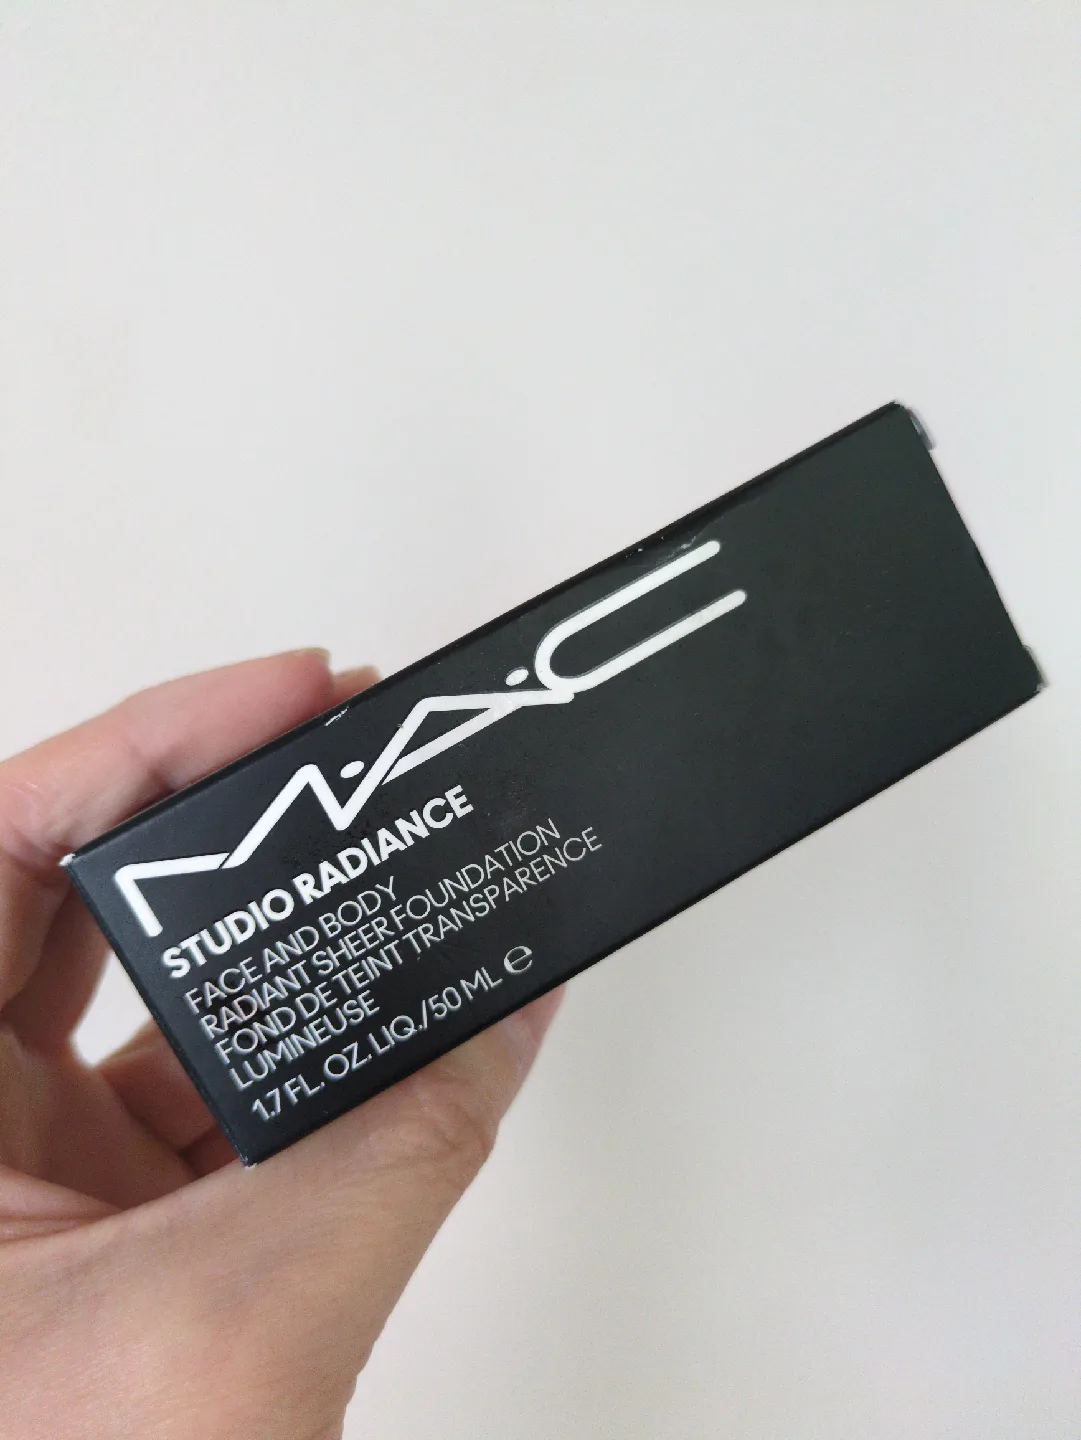 M·A·C
STUDIO RADIANCE
FACE AND BODY
RADIANT SHEER FOUNDATION
FOND DE TEINT TRANSPARENCE
LUMINEUSE
1.7 FL. OZ. LIQ./50 ML ℮